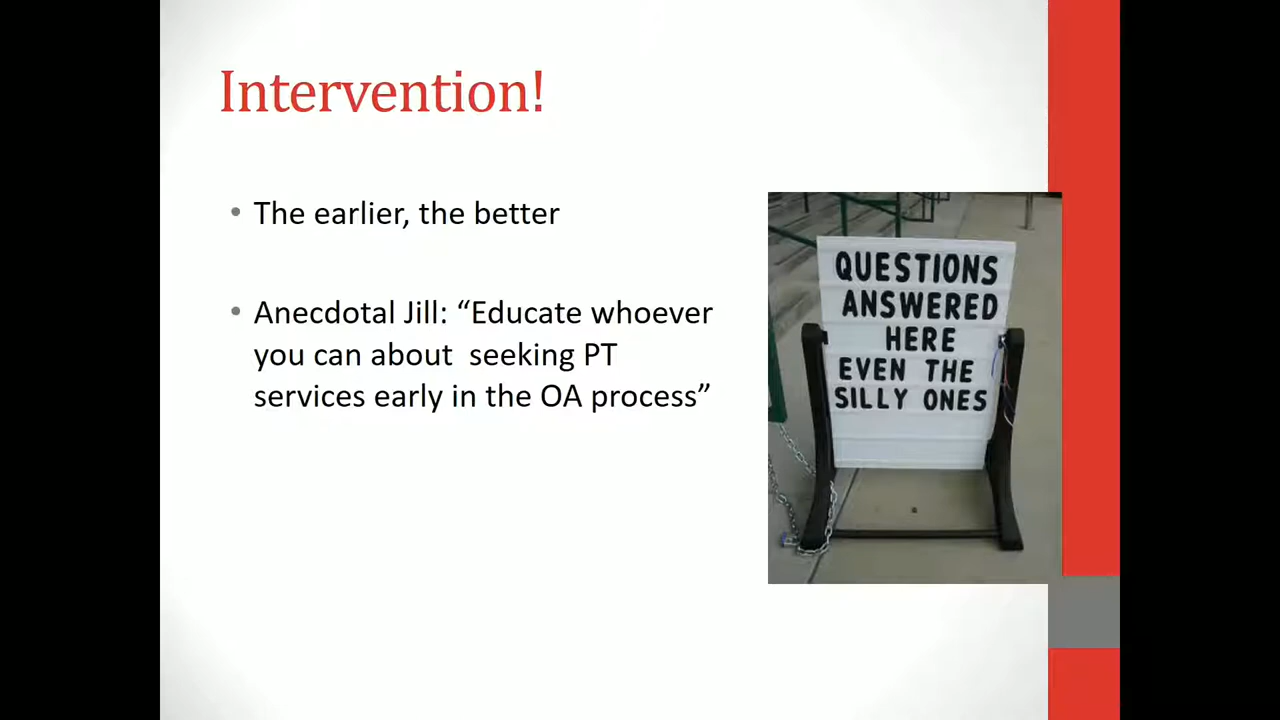 Intervention!
• The earlier, the better
• Anecdotal Jill: “Educate whoever
you can about  seeking PT
services early in the OA process”
QUESTIONS
ANSWERED
HERE
EVEN THE
SILLY ONES